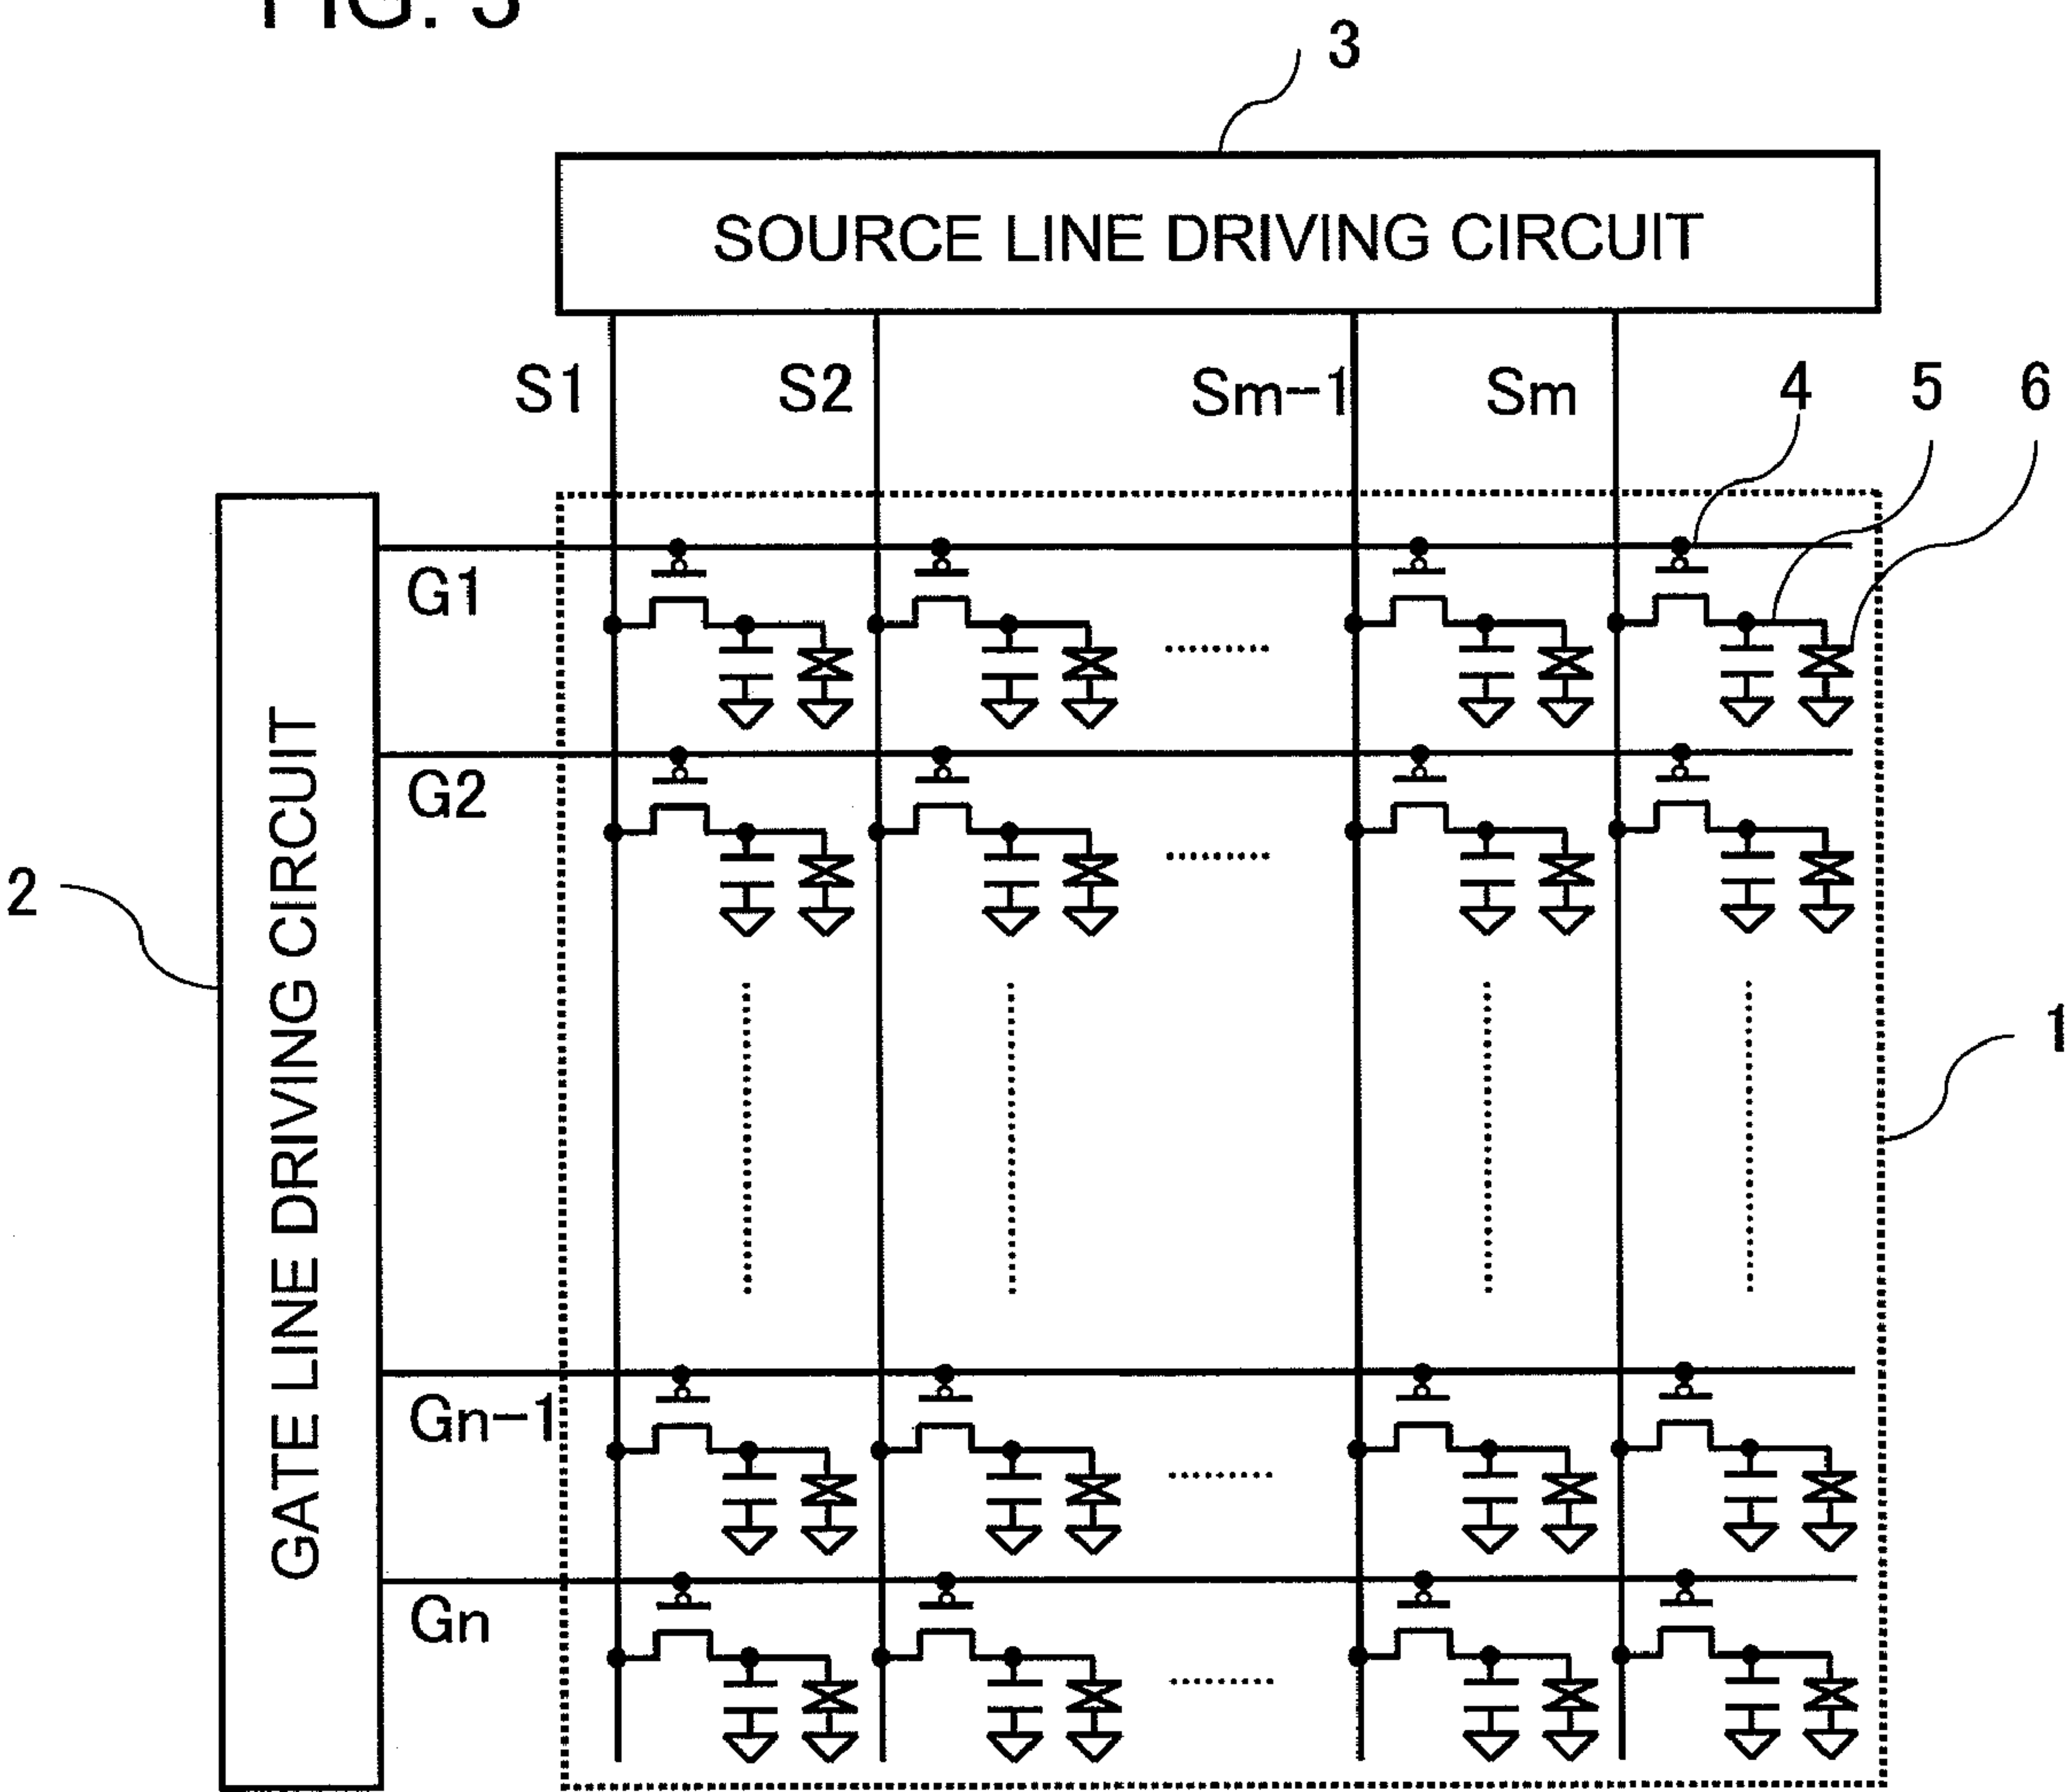 FIG. 3
3
SOURCE LINE DRIVING CIRCUIT
S1 S2 Sm-1 Sm 4 5 6
G1
G2
GATE LINE DRIVING CIRCUIT
2
1
Gn-1
Gn